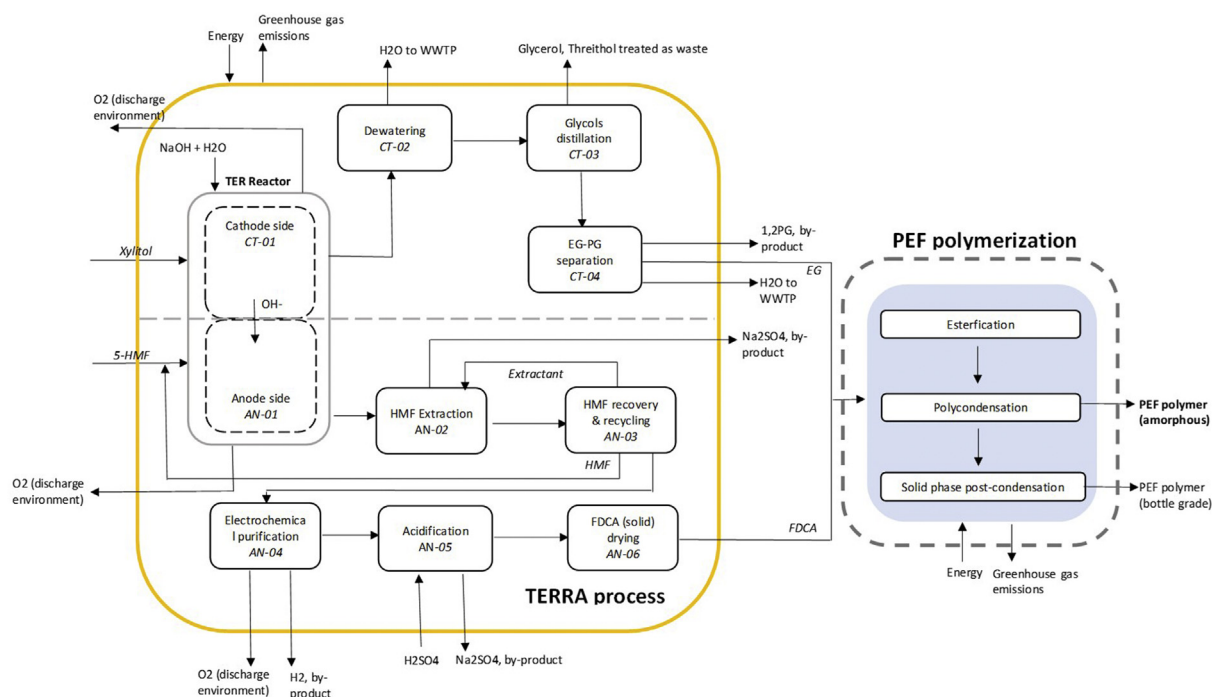 Greenhouse gas
emissions
Energy
H2O to WWTP
Glycerol, Threithol treated as waste
O2 (discharge
environment)
NaOH + H2O
TER Reactor
Dewatering
CT-02
Glycols
distillation
CT-03
Cathode side
CT-01
Xylitol
OH-
EG-PG
separation
CT-04
1,2PG, by-
product
EG
H2O to
WWTP
PEF polymerization
Esterfication
Polycondensation
Solid phase post-condensation
PEF polymer
(amorphous)
PEF polymer
(bottle grade)
Energy
Greenhouse gas
emissions
5-HMF
Anode side
AN-01
Na2SO4, by-
product
Extractant
HMF Extraction
AN-02
HMF recovery
& recycling
AN-03
HMF
O2 (discharge
environment)
Electrochemica
l purification
AN-04
Acidification
AN-05
FDCA (solid)
drying
AN-06
FDCA
TERRA process
O2 (discharge
environment)
H2, by-
product
H2SO4
Na2SO4, by-product